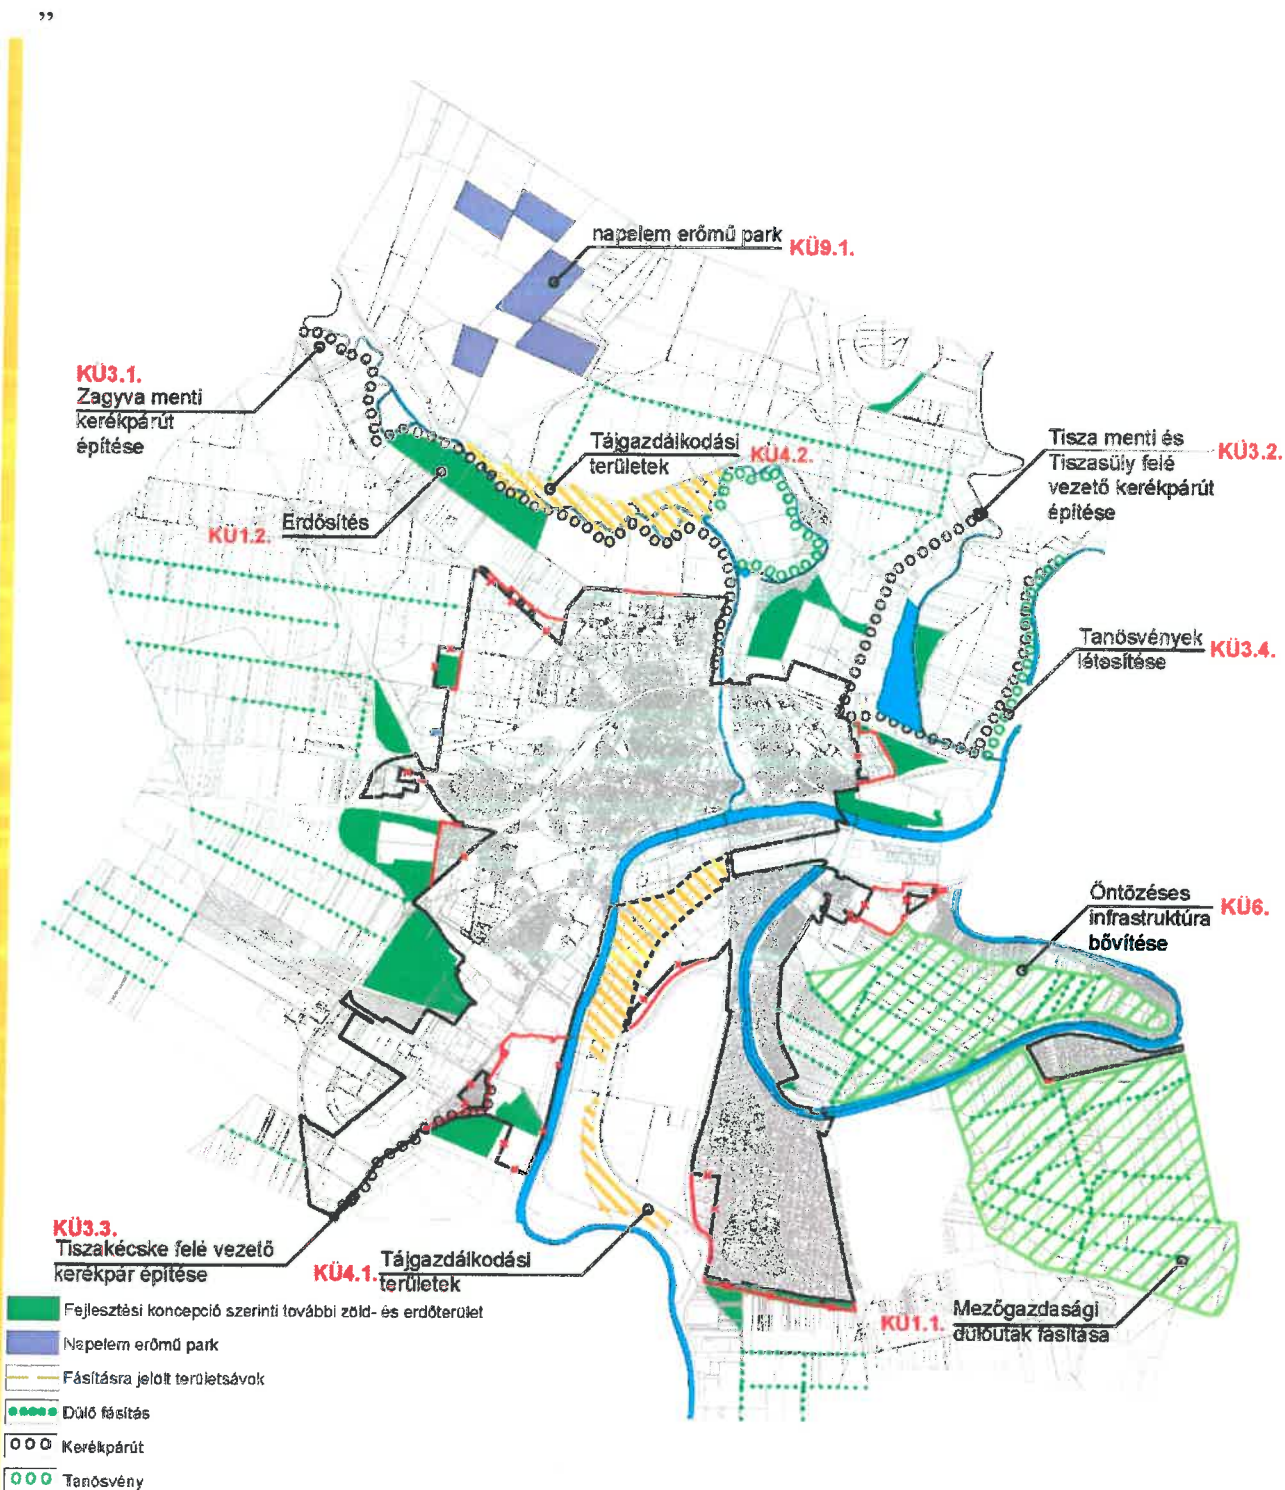 ”
napelem erőmű park KÜ9.1.
KÜ3.1.
Zagyva menti
kerékpárút
építése
Tájgazdálkodási
területek KÜ4.2.
Tisza menti és
Tiszasüly felé
vezető kerékpárút
építése
KÜ3.2.
KÜ1.2. Erdősítés
Tanösvények
létesítése
KÜ3.4.
Öntözéses
infrastruktúra
bővítése
KÜ6.
KÜ3.3.
Tiszakécske felé vezető
kerékpár építése
KÜ4.1. Tájgazdálkodási
területek
KÜ1.1. Mezőgazdasági
dűlőutak fásítása
Fejlesztési koncepció szerinti további zöld- és erdőterület
Napelem erőmű park
Fásításra jelölt területsávok
Dűlő fásítás
Kerékpárút
Tanösvény